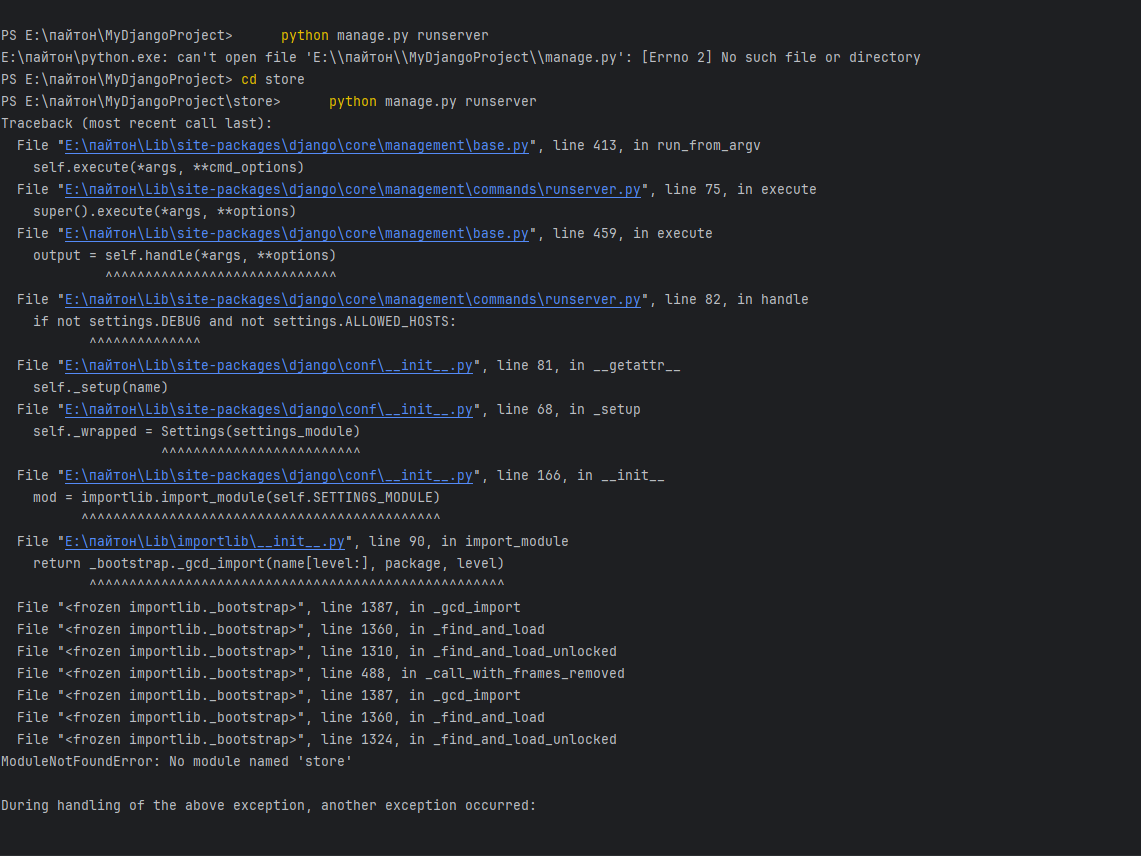 PS E:\пайтон\MyDjangoProject>      python manage.py runserver
E:\пайтон\python.exe: can't open file 'E:\\пайтон\\MyDjangoProject\\manage.py': [Errno 2] No such file or directory
PS E:\пайтон\MyDjangoProject> cd store
PS E:\пайтон\MyDjangoProject\store>      python manage.py runserver
Traceback (most recent call last):
  File "E:\пайтон\Lib\site-packages\django\core\management\base.py", line 413, in run_from_argv
    self.execute(*args, **cmd_options)
  File "E:\пайтон\Lib\site-packages\django\core\management\commands\runserver.py", line 75, in execute
    super().execute(*args, **options)
  File "E:\пайтон\Lib\site-packages\django\core\management\base.py", line 459, in execute
    output = self.handle(*args, **options)
             ^^^^^^^^^^^^^^^^^^^^^^^^^^^^^
  File "E:\пайтон\Lib\site-packages\django\core\management\commands\runserver.py", line 82, in handle
    if not settings.DEBUG and not settings.ALLOWED_HOSTS:
           ^^^^^^^^^^^^^^
  File "E:\пайтон\Lib\site-packages\django\conf\__init__.py", line 81, in __getattr__
    self._setup(name)
  File "E:\пайтон\Lib\site-packages\django\conf\__init__.py", line 68, in _setup
    self._wrapped = Settings(settings_module)
                    ^^^^^^^^^^^^^^^^^^^^^^^^^
  File "E:\пайтон\Lib\site-packages\django\conf\__init__.py", line 166, in __init__
    mod = importlib.import_module(self.SETTINGS_MODULE)
          ^^^^^^^^^^^^^^^^^^^^^^^^^^^^^^^^^^^^^^^^^^^^^
  File "E:\пайтон\Lib\importlib\__init__.py", line 90, in import_module
    return _bootstrap._gcd_import(name[level:], package, level)
           ^^^^^^^^^^^^^^^^^^^^^^^^^^^^^^^^^^^^^^^^^^^^^^^^^^^^
  File "<frozen importlib._bootstrap>", line 1387, in _gcd_import
  File "<frozen importlib._bootstrap>", line 1360, in _find_and_load
  File "<frozen importlib._bootstrap>", line 1310, in _find_and_load_unlocked
  File "<frozen importlib._bootstrap>", line 488, in _call_with_frames_removed
  File "<frozen importlib._bootstrap>", line 1387, in _gcd_import
  File "<frozen importlib._bootstrap>", line 1360, in _find_and_load
  File "<frozen importlib._bootstrap>", line 1324, in _find_and_load_unlocked
ModuleNotFoundError: No module named 'store'

During handling of the above exception, another exception occurred: